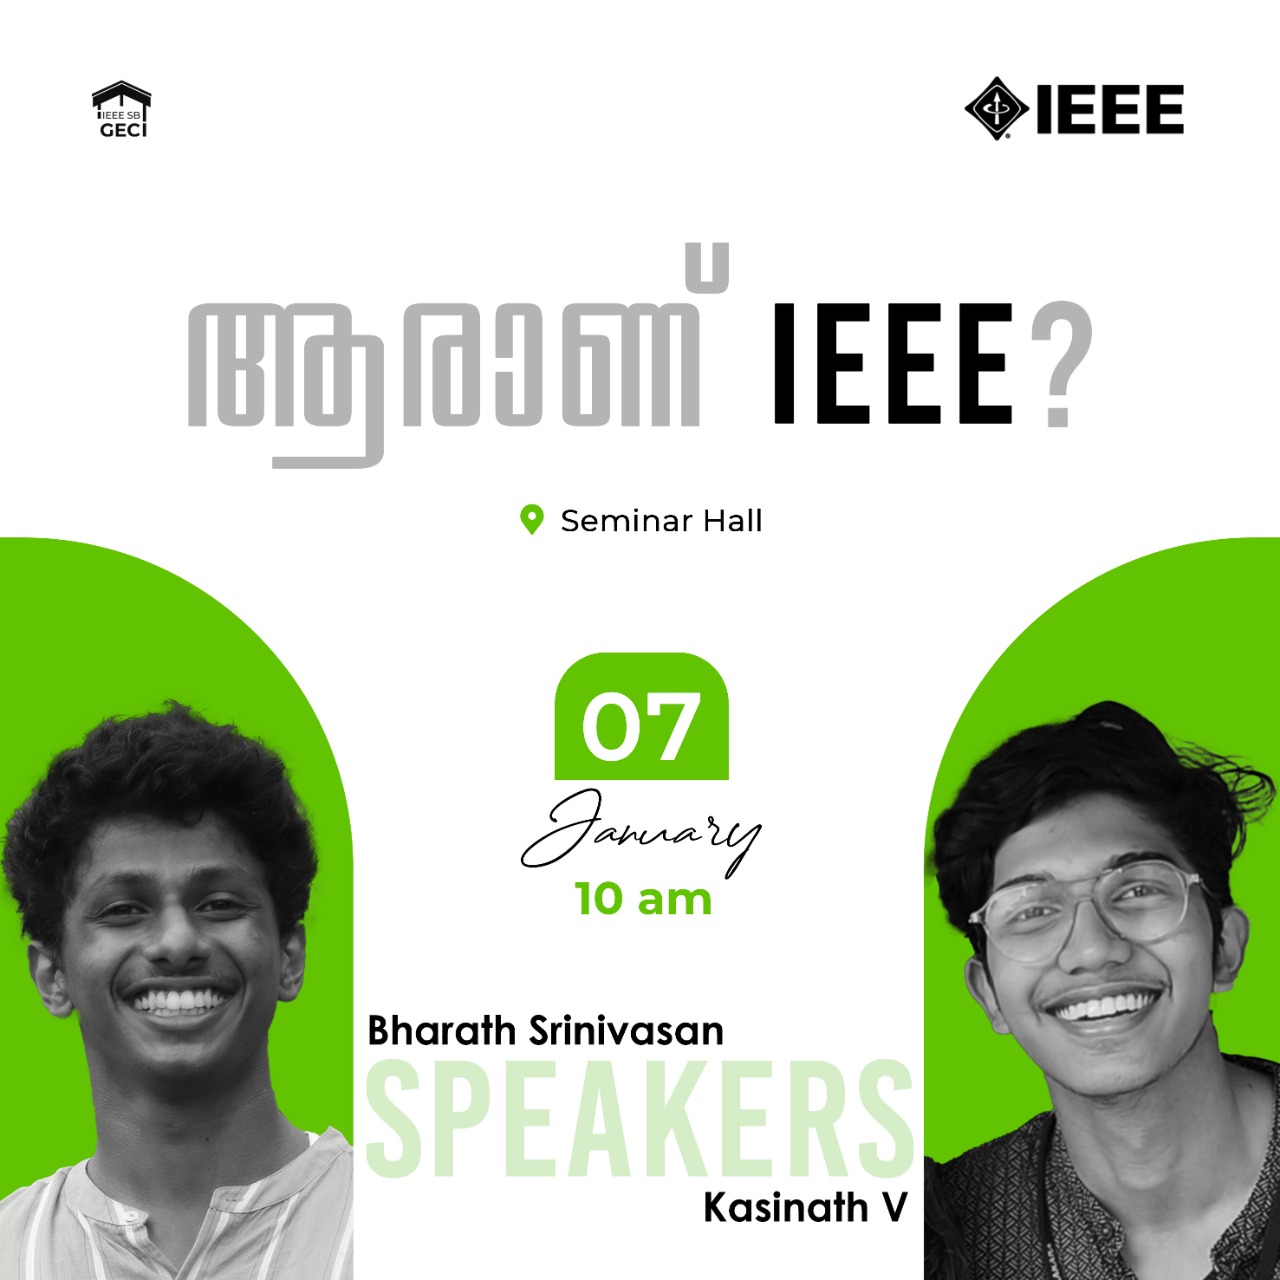 IEEE SB
GECI
IEEE
ആരാണ് IEEE?
Seminar Hall
07
January
10 am
Bharath Srinivasan
SPEAKERS
Kasinath V